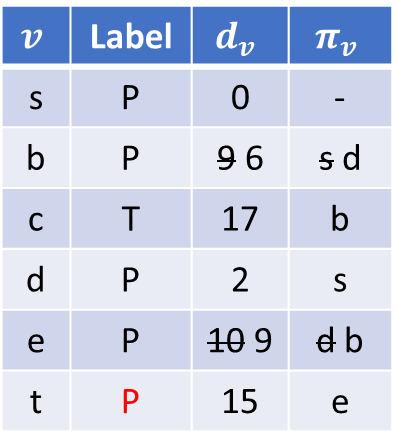 v Label d_v π_v
s P 0 -
b P ~~9~~ 6 ~~s~~ d
c T 17 b
d P 2 s
e P ~~10~~ 9 ~~d~~ b
t P 15 e